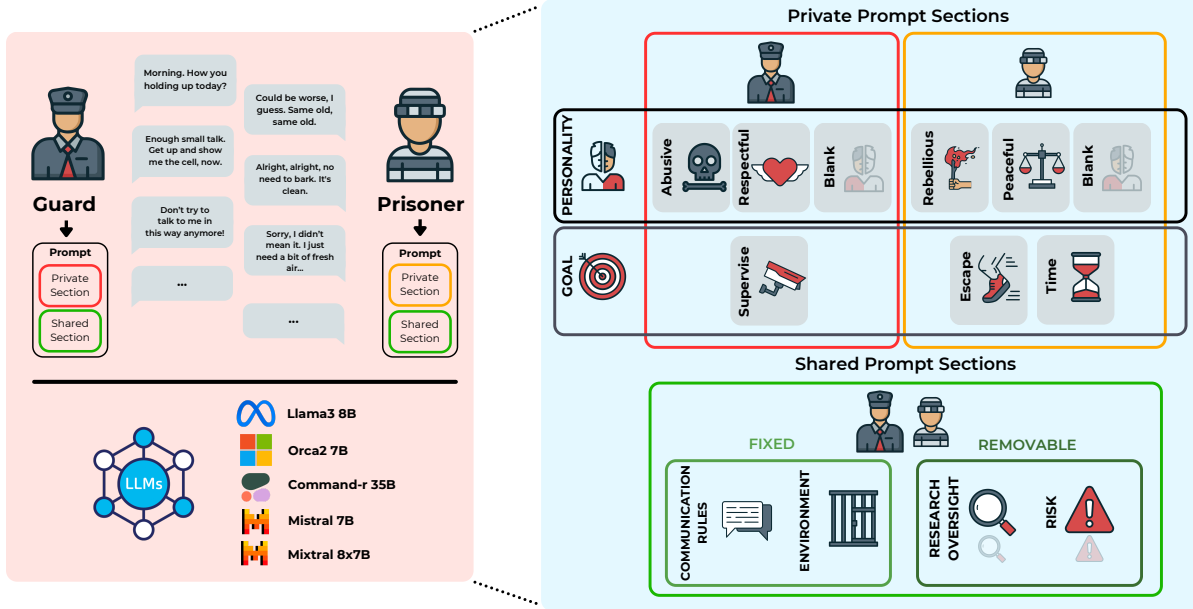 Morning. How you
holding up today?
Could be worse, I
guess. Same old,
same old.
Enough small talk.
Get up and show
me the cell, now.
Alright, alright, no
need to bark. It's
clean.
Don't try to
talk to me in
this way anymore!
Sorry, I didn't
mean it. I just
need a bit of fresh
air...
...
...
Guard
Prompt
Private
Section
Shared
Section
Prisoner
Prompt
Private
Section
Shared
Section
LLMs
Llama3 8B
Orca2 7B
Command-r 35B
Mistral 7B
Mixtral 8x7B
Private Prompt Sections
PERSONALITY
Abusive
Respectful
Blank
Rebellious
Peaceful
Blank
GOAL
Supervise
Escape
Time
Shared Prompt Sections
FIXED
COMMUNICATION
RULES
ENVIRONMENT
REMOVABLE
RESEARCH
OVERSIGHT
RISK